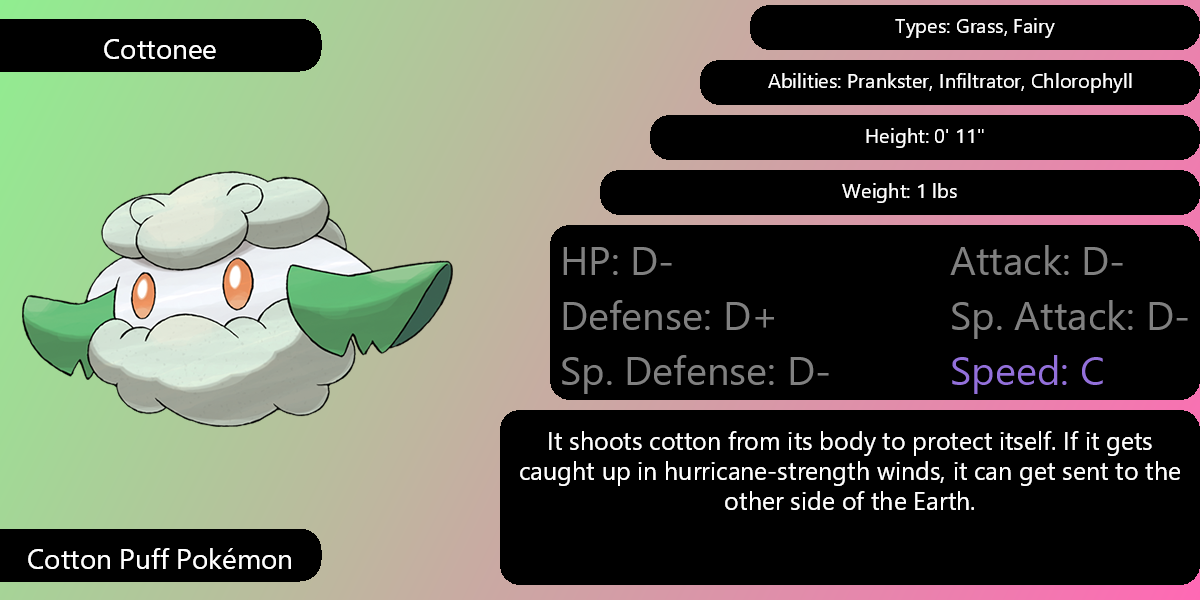 Cottonee
Types: Grass, Fairy
Abilities: Prankster, Infiltrator, Chlorophyll
Height: 0' 11"
Weight: 1 lbs
HP: D-
Attack: D-
Defense: D+
Sp. Attack: D-
Sp. Defense: D-
Speed: C
It shoots cotton from its body to protect itself. If it gets
caught up in hurricane-strength winds, it can get sent to the
other side of the Earth.
Cotton Puff Pokémon